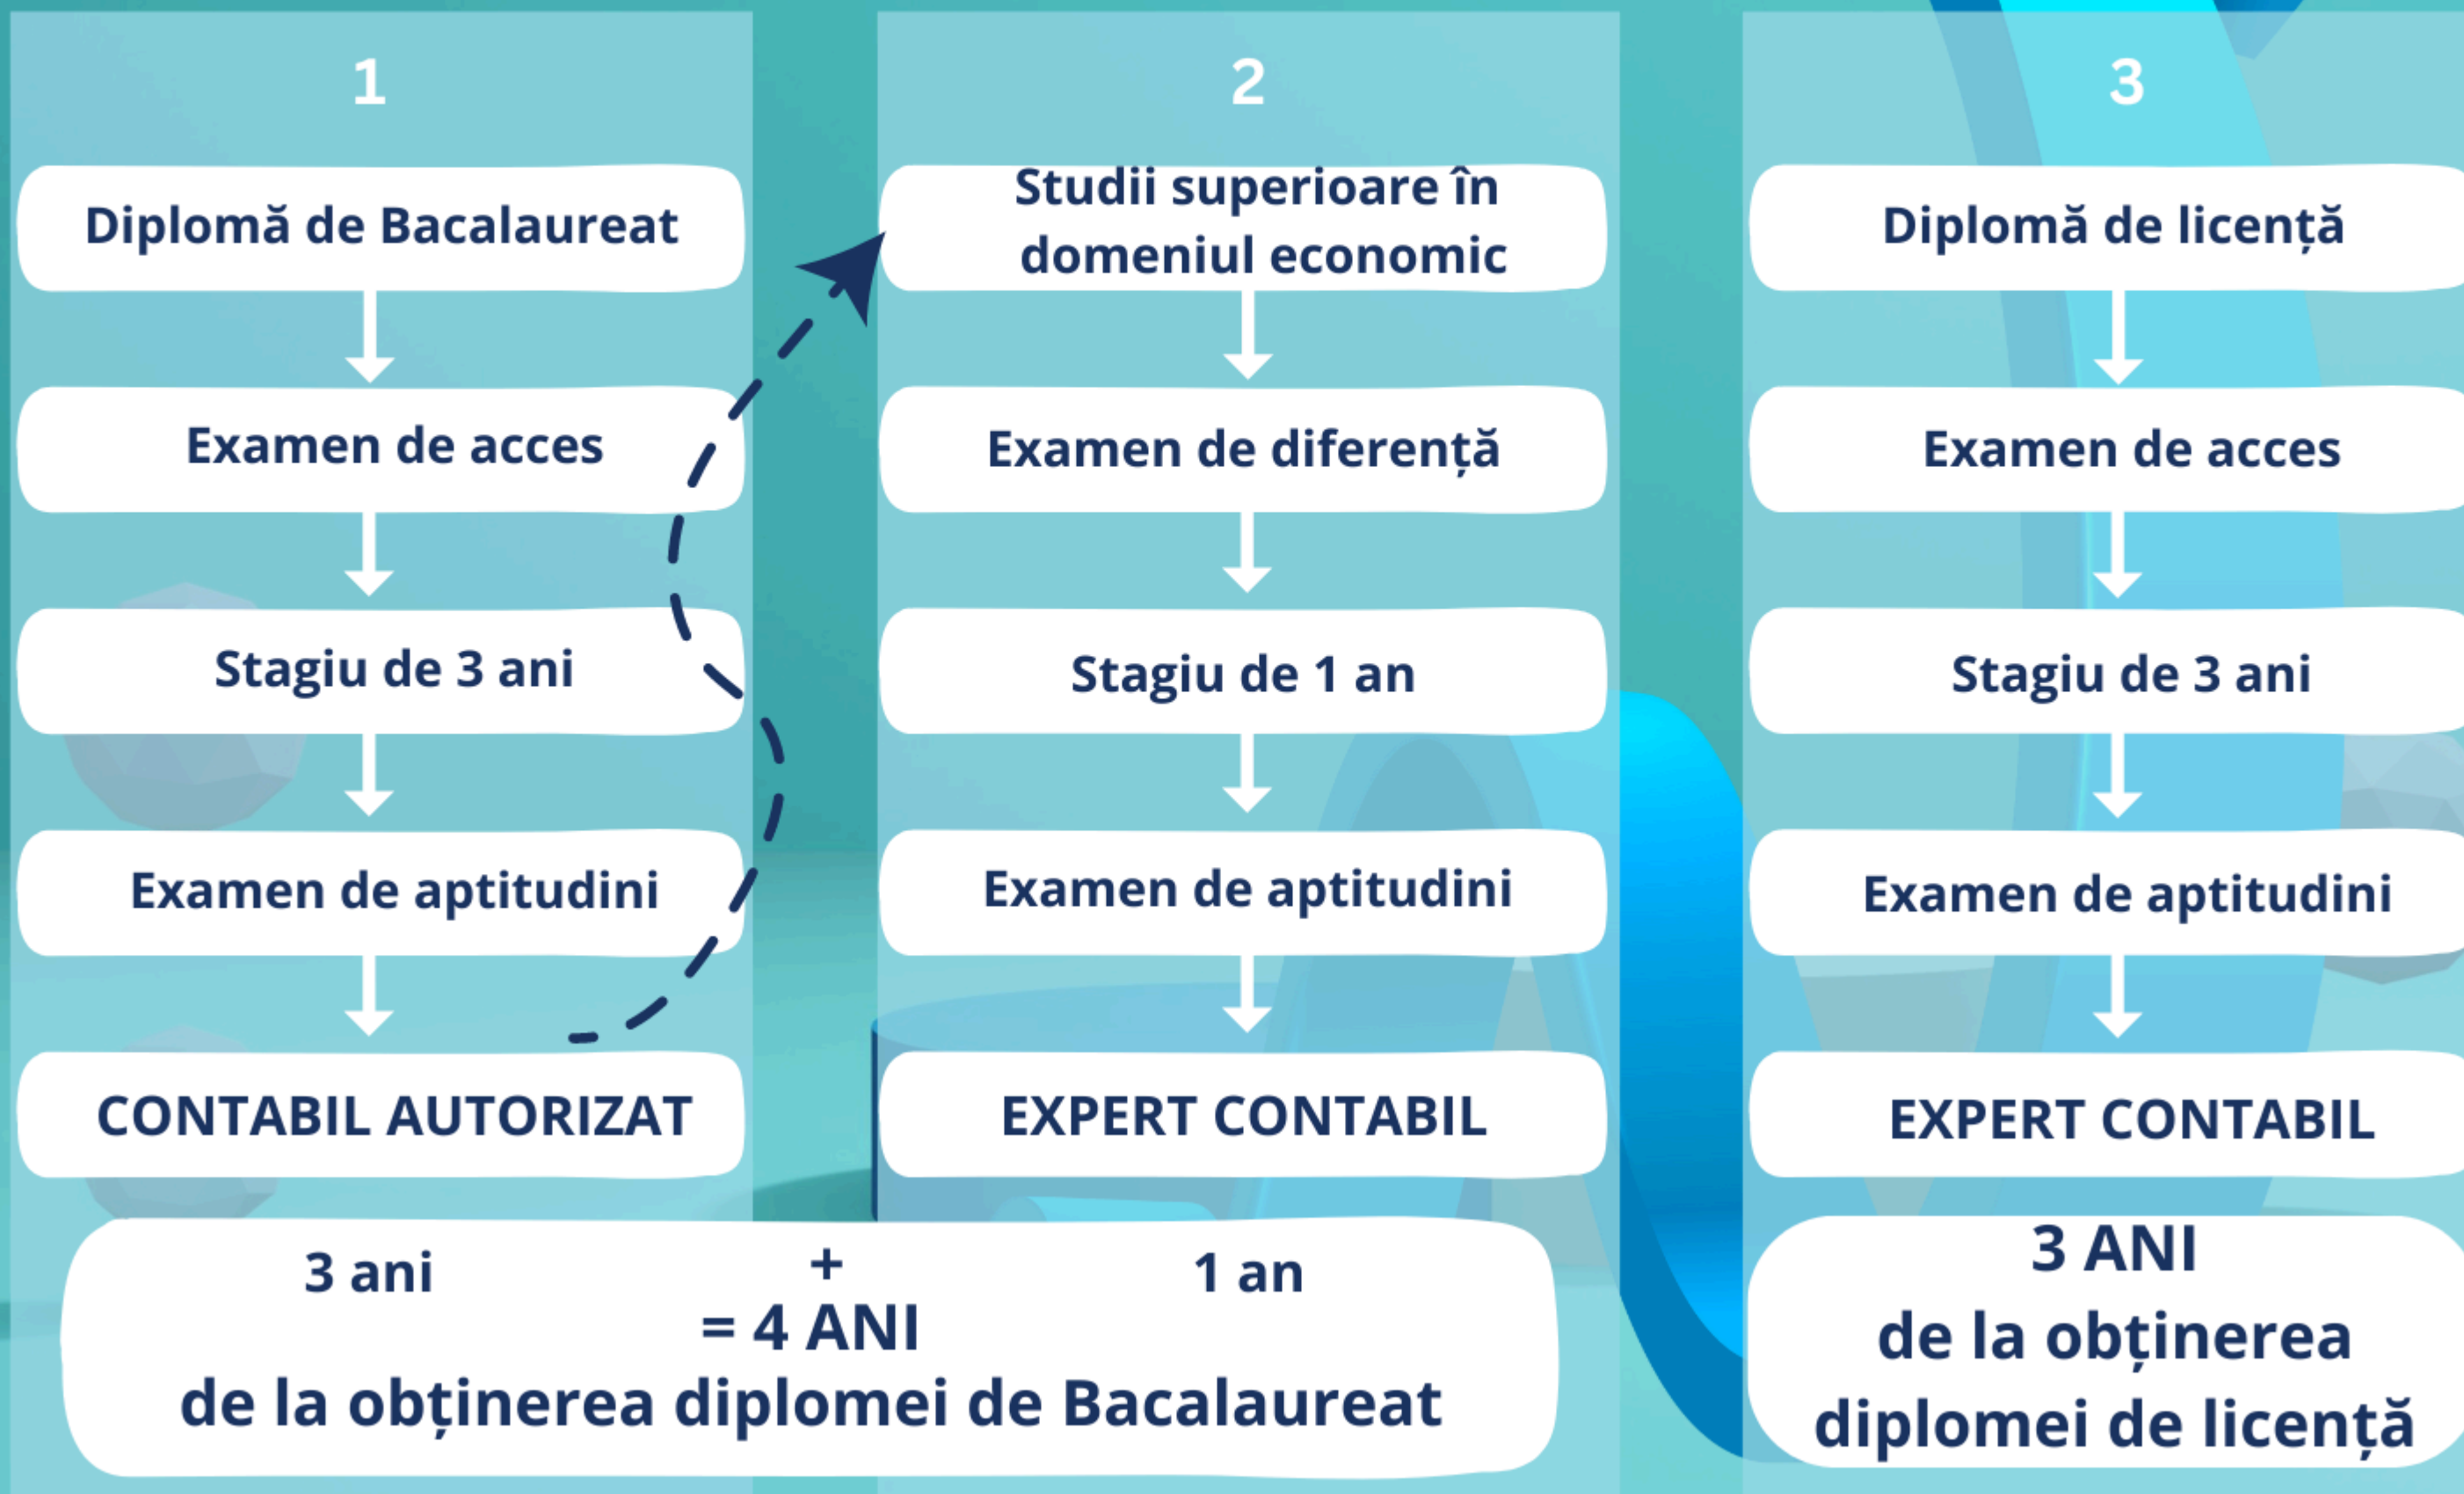 1
Diplomă de Bacalaureat
Examen de acces
Stagiu de 3 ani
Examen de aptitudini
CONTABIL AUTORIZAT
2
Studii superioare în
domeniul economic
Examen de diferență
Stagiu de 1 an
Examen de aptitudini
EXPERT CONTABIL
3 ani + 1 an
= 4 ANI
de la obținerea diplomei de Bacalaureat
3
Diplomă de licență
Examen de acces
Stagiu de 3 ani
Examen de aptitudini
EXPERT CONTABIL
3 ANI
de la obținerea
diplomei de licență